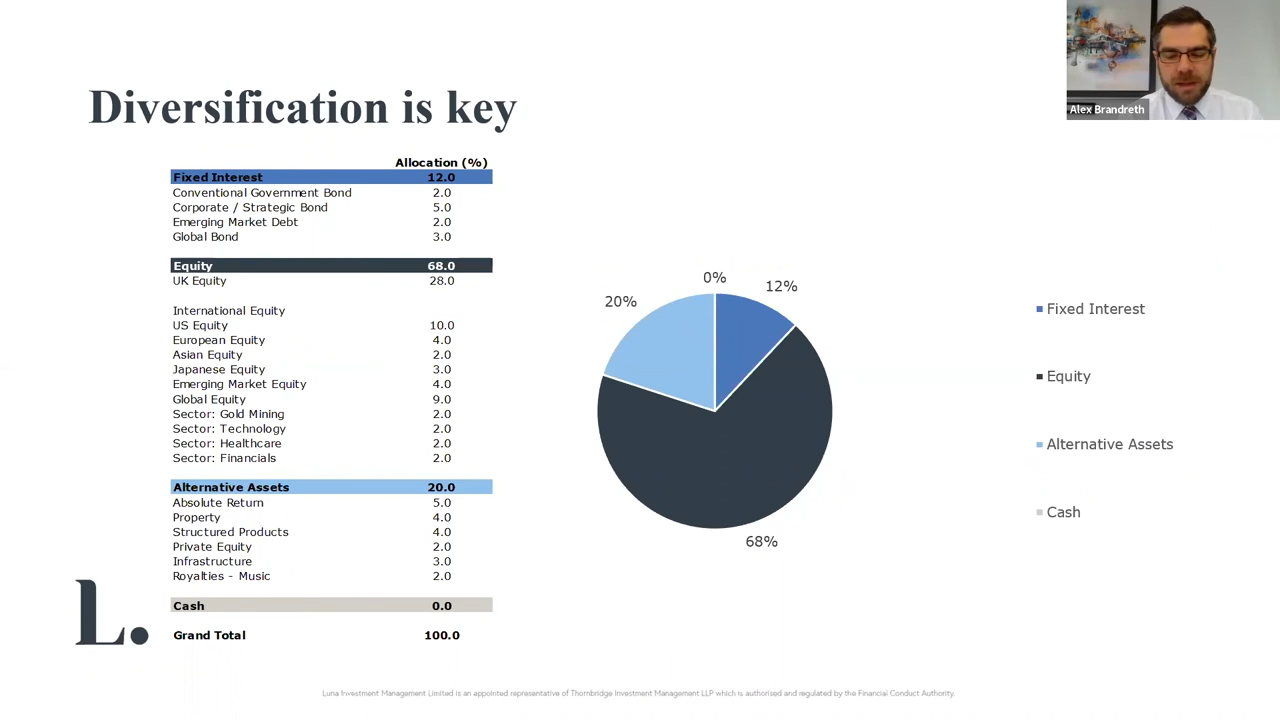 Alex Brandreth
Diversification is key
Allocation (%)
Fixed Interest 12.0
Conventional Government Bond 2.0
Corporate / Strategic Bond 5.0
Emerging Market Debt 2.0
Global Bond 3.0
Equity 68.0
UK Equity 28.0
International Equity
US Equity 10.0
European Equity 4.0
Asian Equity 2.0
Japanese Equity 3.0
Emerging Market Equity 4.0
Global Equity 9.0
Sector: Gold Mining 2.0
Sector: Technology 2.0
Sector: Healthcare 2.0
Sector: Financials 2.0
Alternative Assets 20.0
Absolute Return 5.0
Property 4.0
Structured Products 4.0
Private Equity 2.0
Infrastructure 3.0
Royalties - Music 2.0
Cash 0.0
Grand Total 100.0
0%
12%
20%
68%
Fixed Interest
Equity
Alternative Assets
Cash
L.
Luna Investment Management Limited is an appointed representative of Thornbridge Investment Management LLP which is authorised and regulated by the Financial Conduct Authority.